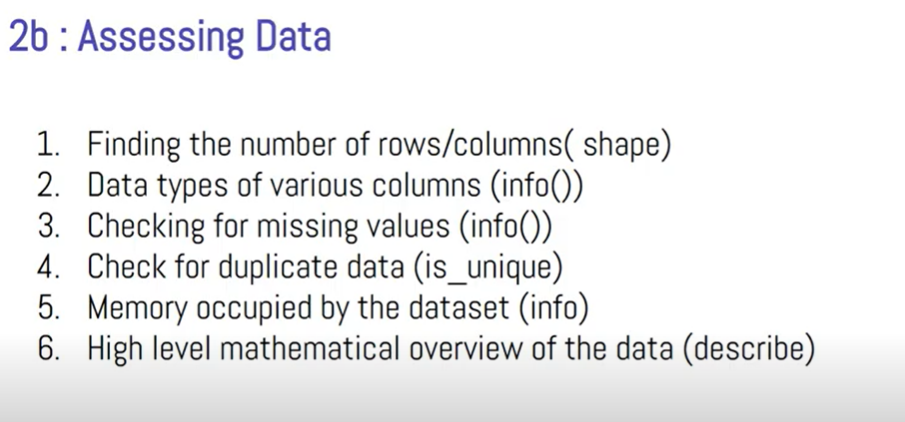 2b : Assessing Data
1. Finding the number of rows/columns( shape)
2. Data types of various columns (info())
3. Checking for missing values (info())
4. Check for duplicate data (is_unique)
5. Memory occupied by the dataset (info)
6. High level mathematical overview of the data (describe)